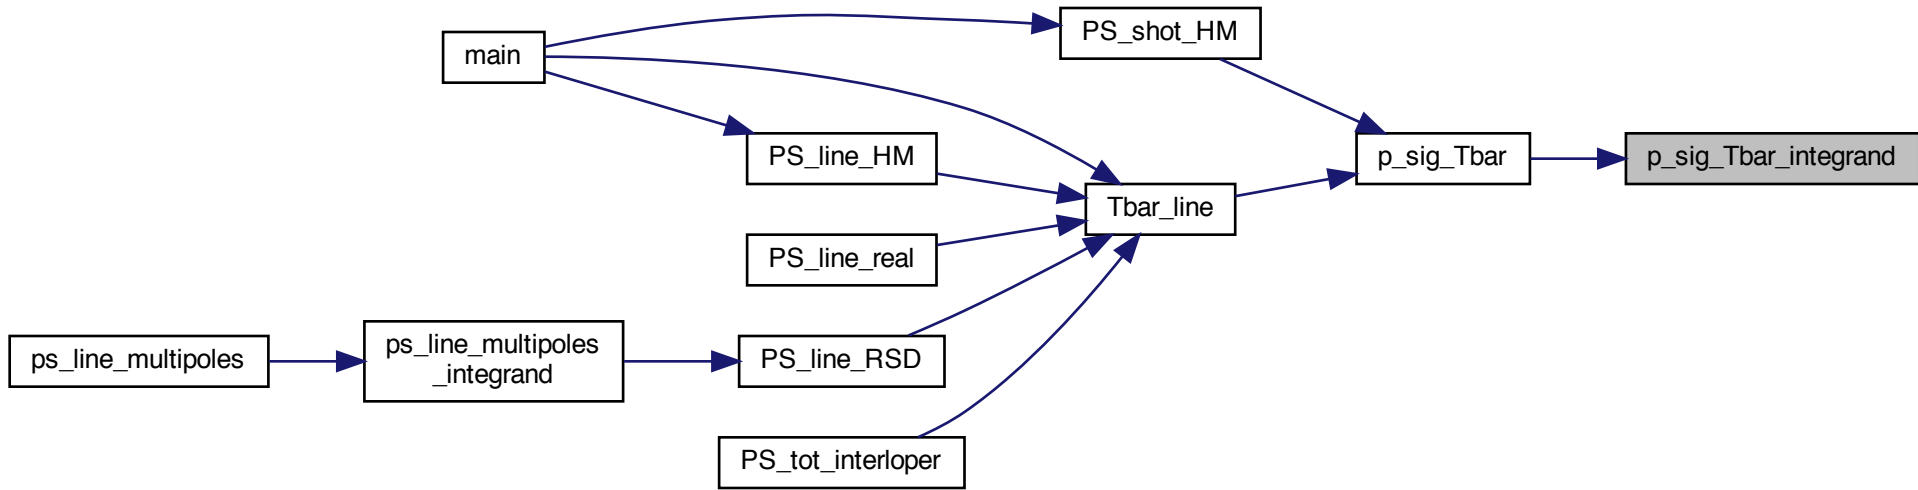 main
PS_shot_HM
PS_line_HM
p_sig_Tbar
p_sig_Tbar_integrand
Tbar_line
PS_line_real
ps_line_multipoles
ps_line_multipoles
_integrand
PS_line_RSD
PS_tot_interloper